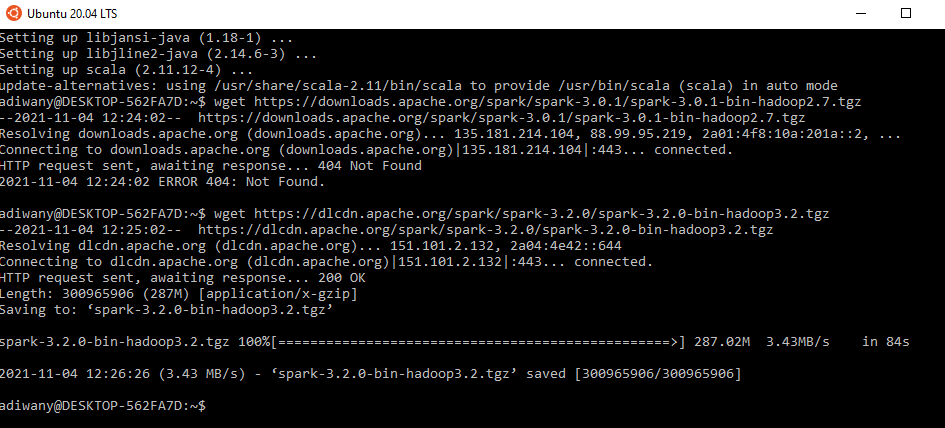 Ubuntu 20.04 LTS
Setting up libjansi-java (1.18-1) ...
Setting up libjline2-java (2.14.6-3) ...
Setting up scala (2.11.12-4) ...
update-alternatives: using /usr/share/scala-2.11/bin/scala to provide /usr/bin/scala (scala) in auto mode
adiwany@DESKTOP-562FA7D:~$ wget https://downloads.apache.org/spark/spark-3.0.1/spark-3.0.1-bin-hadoop2.7.tgz
--2021-11-04 12:24:02--  https://downloads.apache.org/spark/spark-3.0.1/spark-3.0.1-bin-hadoop2.7.tgz
Resolving downloads.apache.org (downloads.apache.org)... 135.181.214.104, 88.99.95.219, 2a01:4f8:10a:201a::2, ...
Connecting to downloads.apache.org (downloads.apache.org)|135.181.214.104|:443... connected.
HTTP request sent, awaiting response... 404 Not Found
2021-11-04 12:24:02 ERROR 404: Not Found.
adiwany@DESKTOP-562FA7D:~$ wget https://dlcdn.apache.org/spark/spark-3.2.0/spark-3.2.0-bin-hadoop3.2.tgz
--2021-11-04 12:25:02--  https://dlcdn.apache.org/spark/spark-3.2.0/spark-3.2.0-bin-hadoop3.2.tgz
Resolving dlcdn.apache.org (dlcdn.apache.org)... 151.101.2.132, 2a04:4e42::644
Connecting to dlcdn.apache.org (dlcdn.apache.org)|151.101.2.132|:443... connected.
HTTP request sent, awaiting response... 200 OK
Length: 300965906 (287M) [application/x-gzip]
Saving to: ‘spark-3.2.0-bin-hadoop3.2.tgz’
spark-3.2.0-bin-hadoop3.2.tgz 100%[================================================>] 287.02M  3.43MB/s    in 84s
2021-11-04 12:26:26 (3.43 MB/s) - ‘spark-3.2.0-bin-hadoop3.2.tgz’ saved [300965906/300965906]
adiwany@DESKTOP-562FA7D:~$